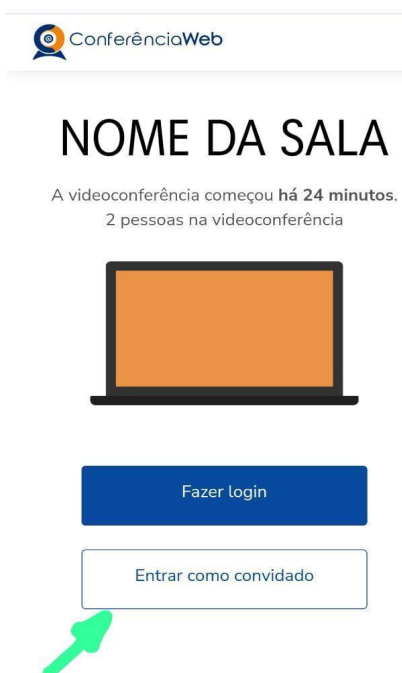 ConferênciaWeb
NOME DA SALA
A videoconferência começou há 24 minutos.
2 pessoas na videoconferência
Fazer login
Entrar como convidado